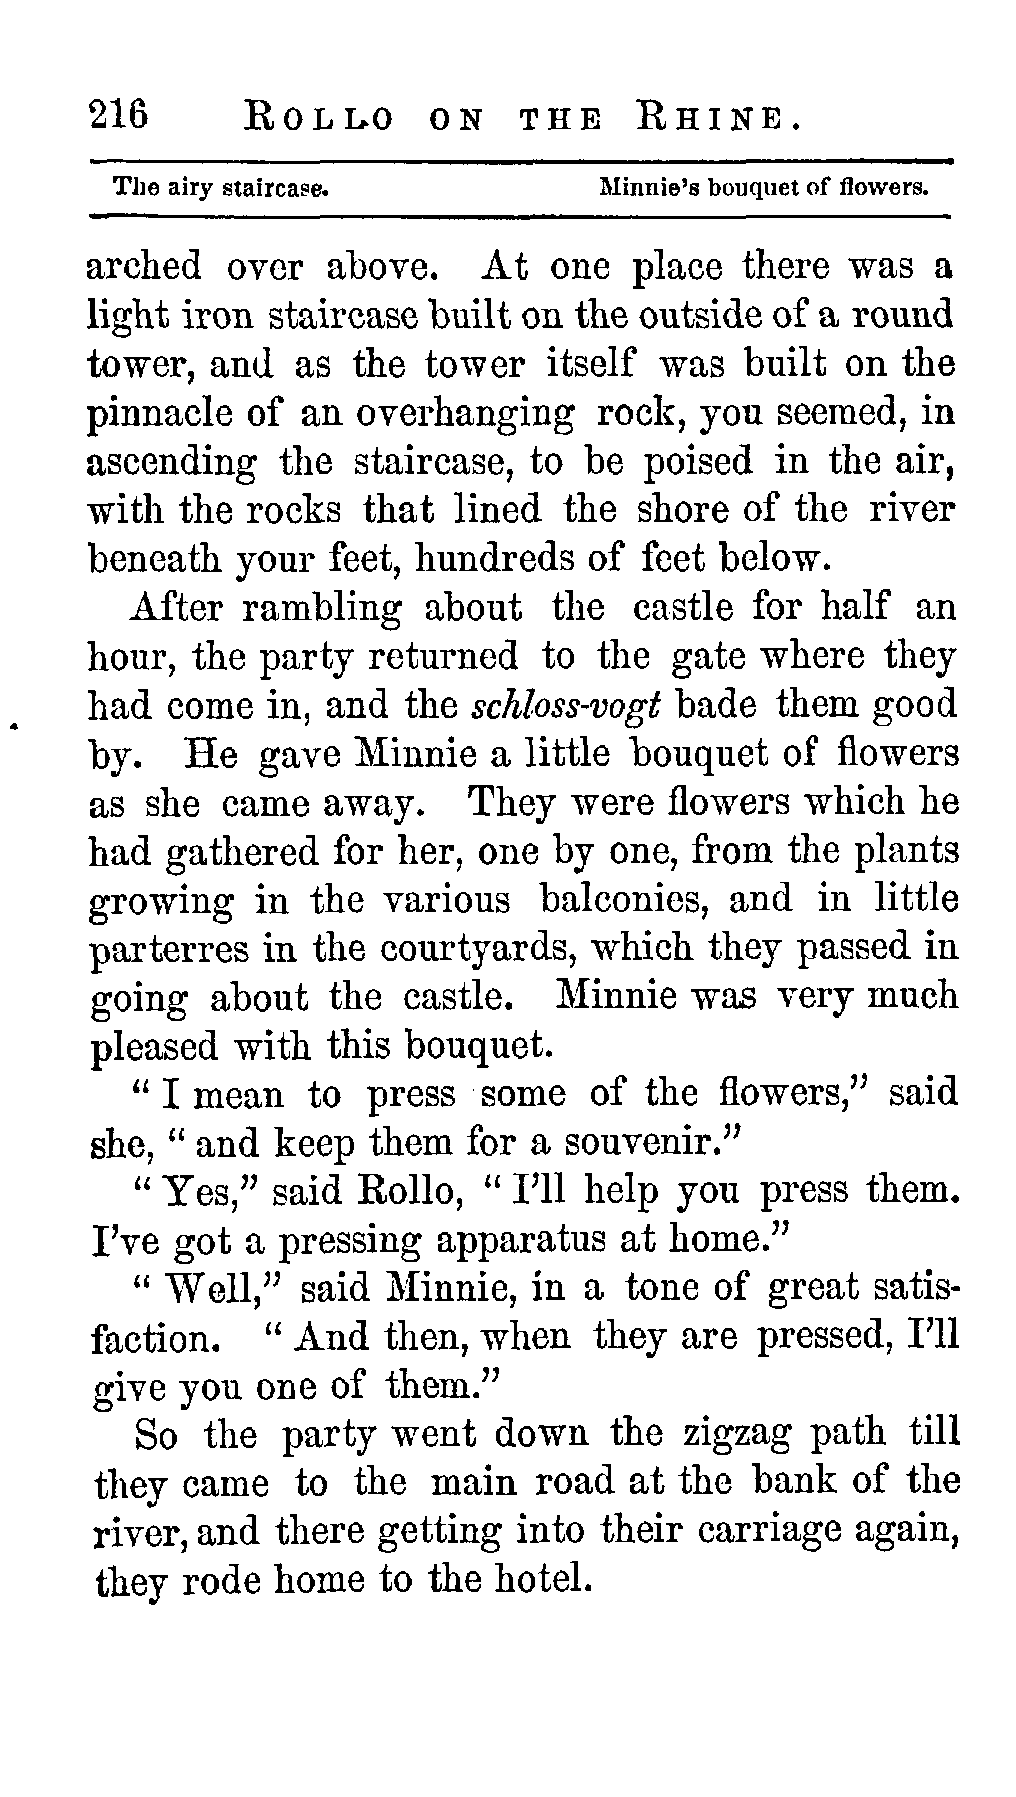 216 ROLLO ON THE RHINE.
The airy staircase. Minnie's bouquet of flowers.
arched over above. At one place there was a
light iron staircase built on the outside of a round
tower, and as the tower itself was built on the
pinnacle of an overhanging rock, you seemed, in
ascending the staircase, to be poised in the air,
with the rocks that lined the shore of the river
beneath your feet, hundreds of feet below.
After rambling about the castle for half an
hour, the party returned to the gate where they
had come in, and the schloss-vogt bade them good
by. He gave Minnie a little bouquet of flowers
as she came away. They were flowers which he
had gathered for her, one by one, from the plants
growing in the various balconies, and in little
parterres in the courtyards, which they passed in
going about the castle. Minnie was very much
pleased with this bouquet.
“ I mean to press some of the flowers,” said
she, “ and keep them for a souvenir.”
“ Yes,” said Rollo, “ I’ll help you press them.
I’ve got a pressing apparatus at home.”
“ Well,” said Minnie, in a tone of great satis-
faction. “ And then, when they are pressed, I’ll
give you one of them.”
So the party went down the zigzag path till
they came to the main road at the bank of the
river, and there getting into their carriage again,
they rode home to the hotel.